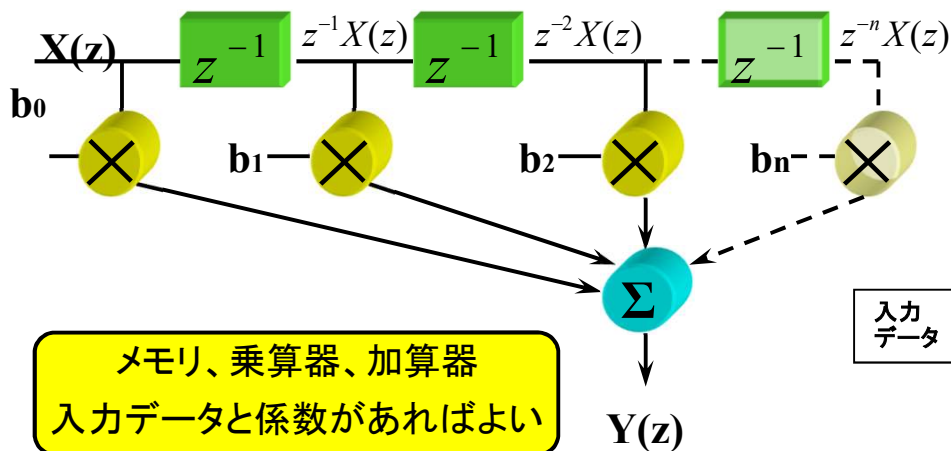 X(z) z⁻¹ z⁻¹X(z) z⁻¹ z⁻²X(z) z⁻¹ z⁻ⁿX(z)
b₀
b₁ b₂ bₙ
Σ
入力
データ
メモリ、乗算器、加算器
入力データと係数があればよい
Y(z)